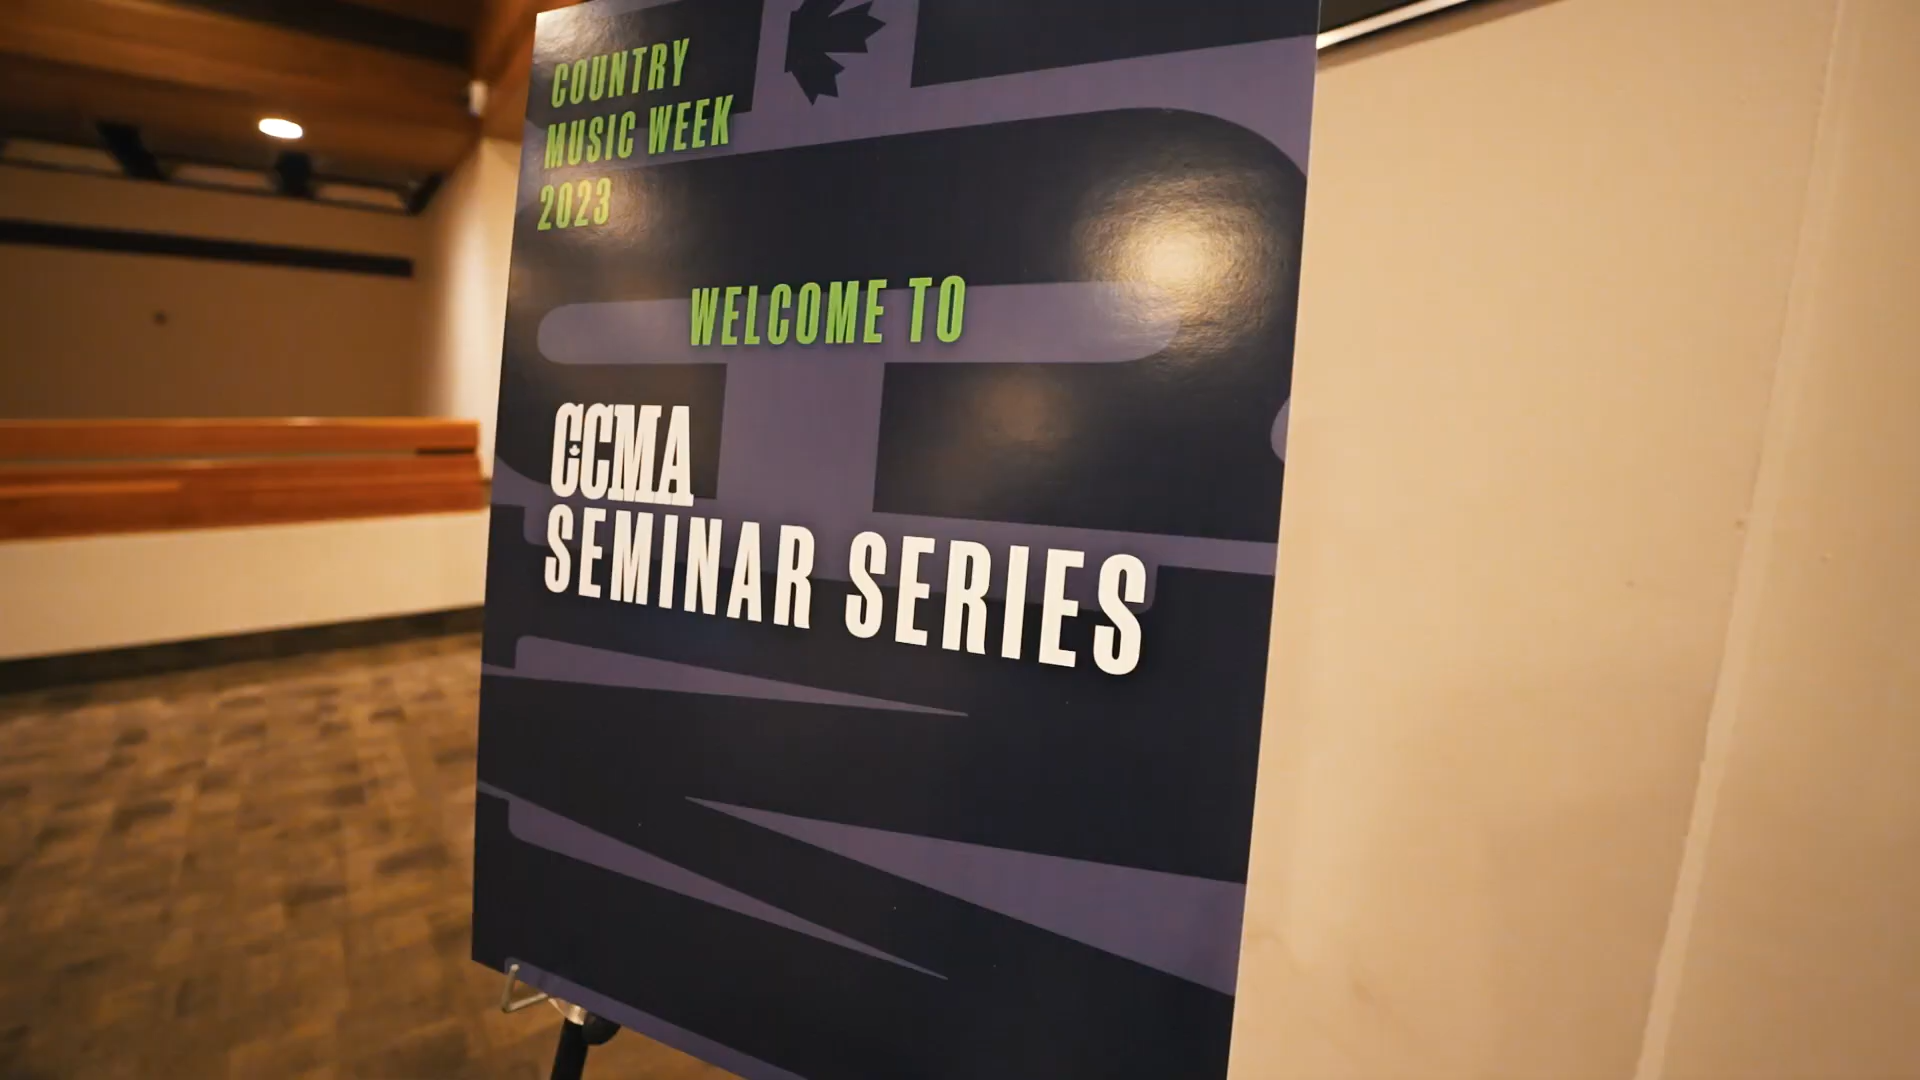 COUNTRY
MUSIC WEEK
2023
WELCOME TO
CCMA
SEMINAR SERIES